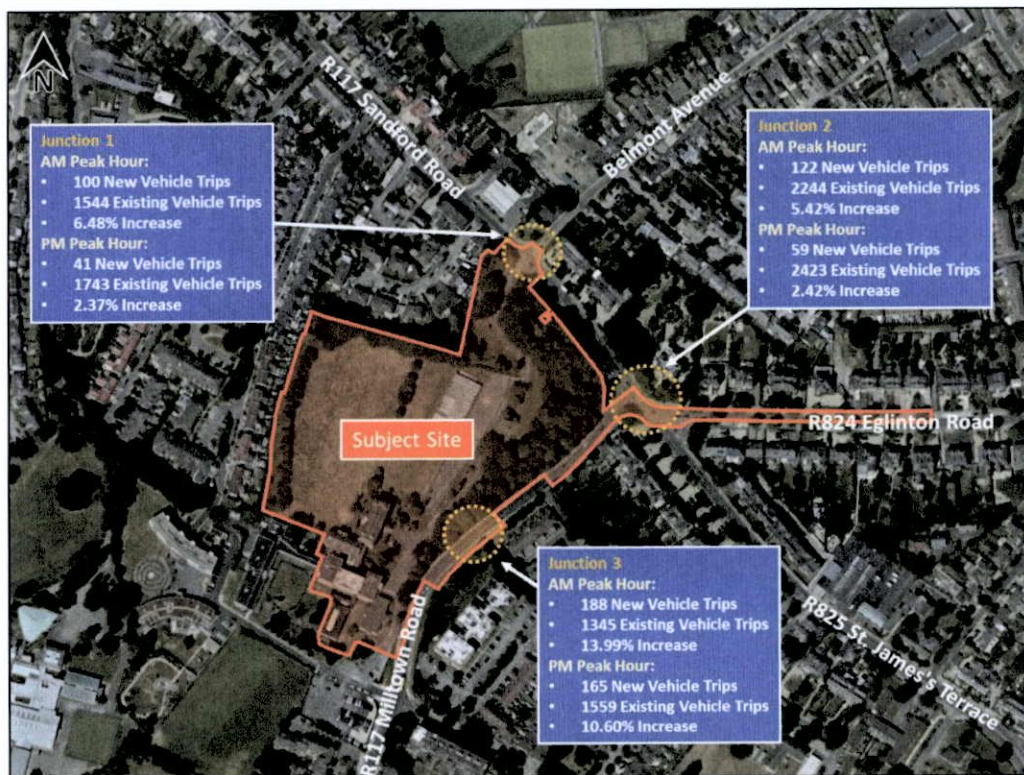 N
R117 Sandford Road
Belmont Avenue
Junction 1
AM Peak Hour:
• 100 New Vehicle Trips
• 1544 Existing Vehicle Trips
• 6.48% Increase
PM Peak Hour:
• 41 New Vehicle Trips
• 1743 Existing Vehicle Trips
• 2.37% Increase
Junction 2
AM Peak Hour:
• 122 New Vehicle Trips
• 2244 Existing Vehicle Trips
• 5.42% Increase
PM Peak Hour:
• 59 New Vehicle Trips
• 2423 Existing Vehicle Trips
• 2.42% Increase
Subject Site
R824 Eglinton Road
Junction 3
AM Peak Hour:
• 188 New Vehicle Trips
• 1345 Existing Vehicle Trips
• 13.99% Increase
PM Peak Hour:
• 165 New Vehicle Trips
• 1559 Existing Vehicle Trips
• 10.60% Increase
R117 Milltown Road
R825 St. James's Terrace